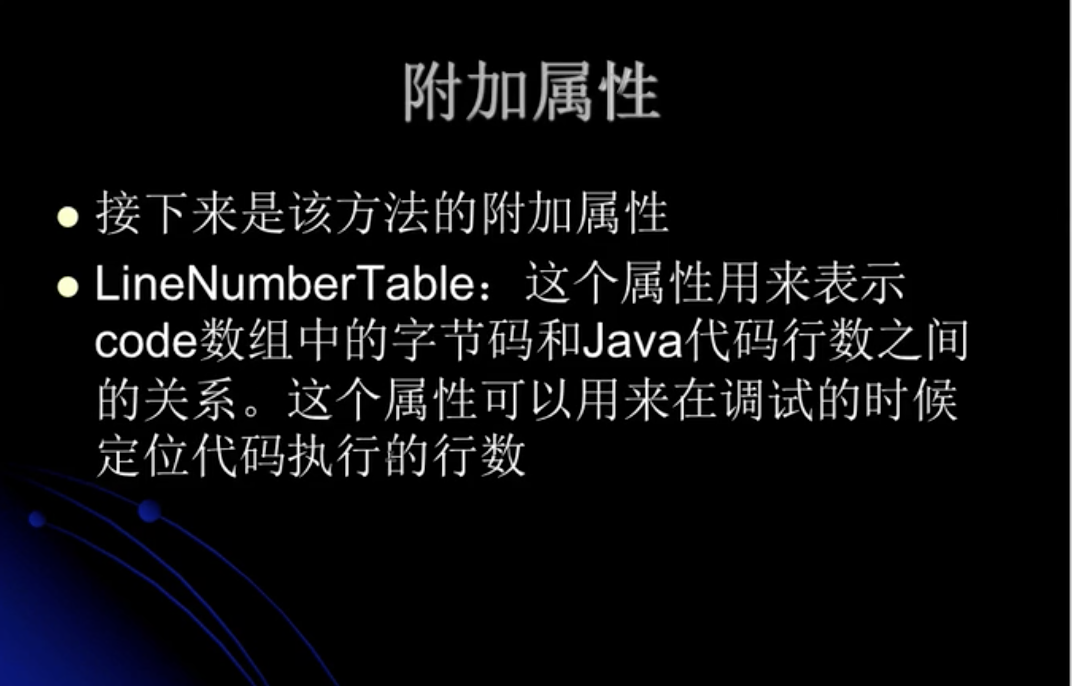 附加属性
接下来是该方法的附加属性
LineNumberTable：这个属性用来表示
code数组中的字节码和Java代码行数之间
的关系。这个属性可以用来在调试的时候
定位代码执行的行数